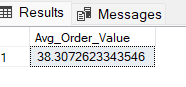 Results Messages
Avg_Order_Value
1 38.3072623343546